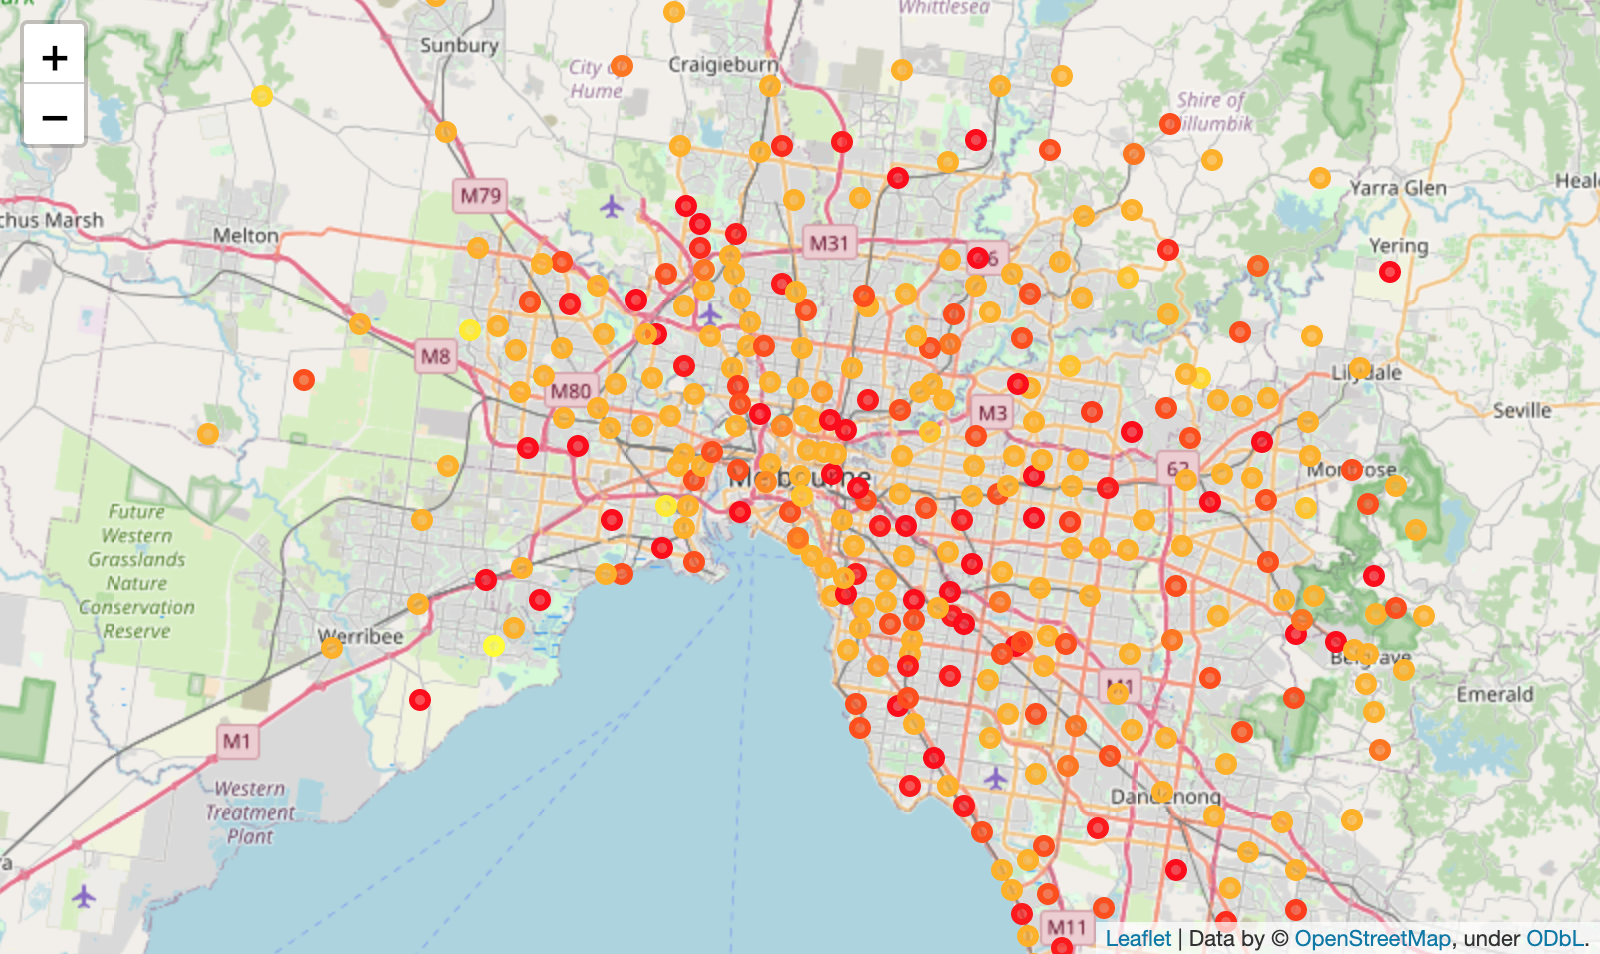 Whittlesea
+
Sunbury
Craigieburn
City of
Hume
Shire of
Nillumbik
−
Yarra Glen
M79
chus Marsh
Melton
M31
Yering
M8
Lilydale
M80
M3
Seville
Montrose
Melbourne
Future
Western
Grasslands
Nature
Conservation
Reserve
Werribee
Belgrave
M1
Emerald
M1
Western
Treatment
Plant
Dandenong
M11
Leaflet | Data by © OpenStreetMap, under ODbL.